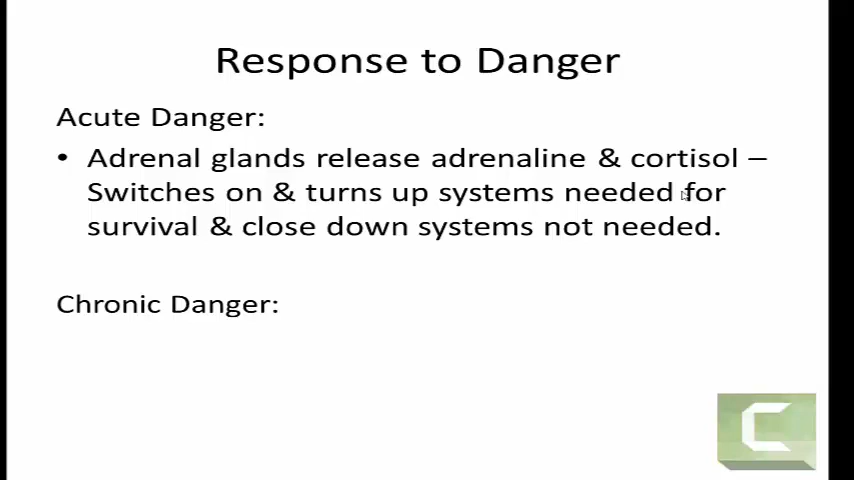 Response to Danger
Acute Danger:
• Adrenal glands release adrenaline & cortisol –
Switches on & turns up systems needed for
survival & close down systems not needed.
Chronic Danger:
C